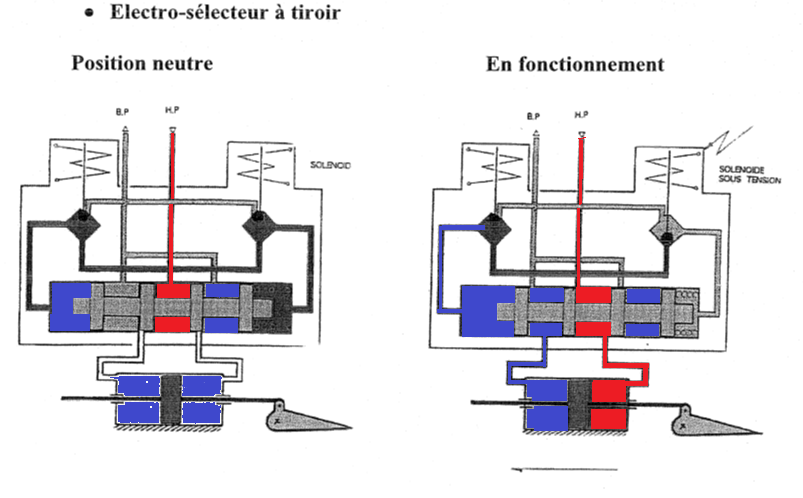 • Electro-sélecteur à tiroir
Position neutre
En fonctionnement
B.P
H.P
B.P
H.P
SOLENOID
SOLENOIDE
SOUS TENSION
x
x